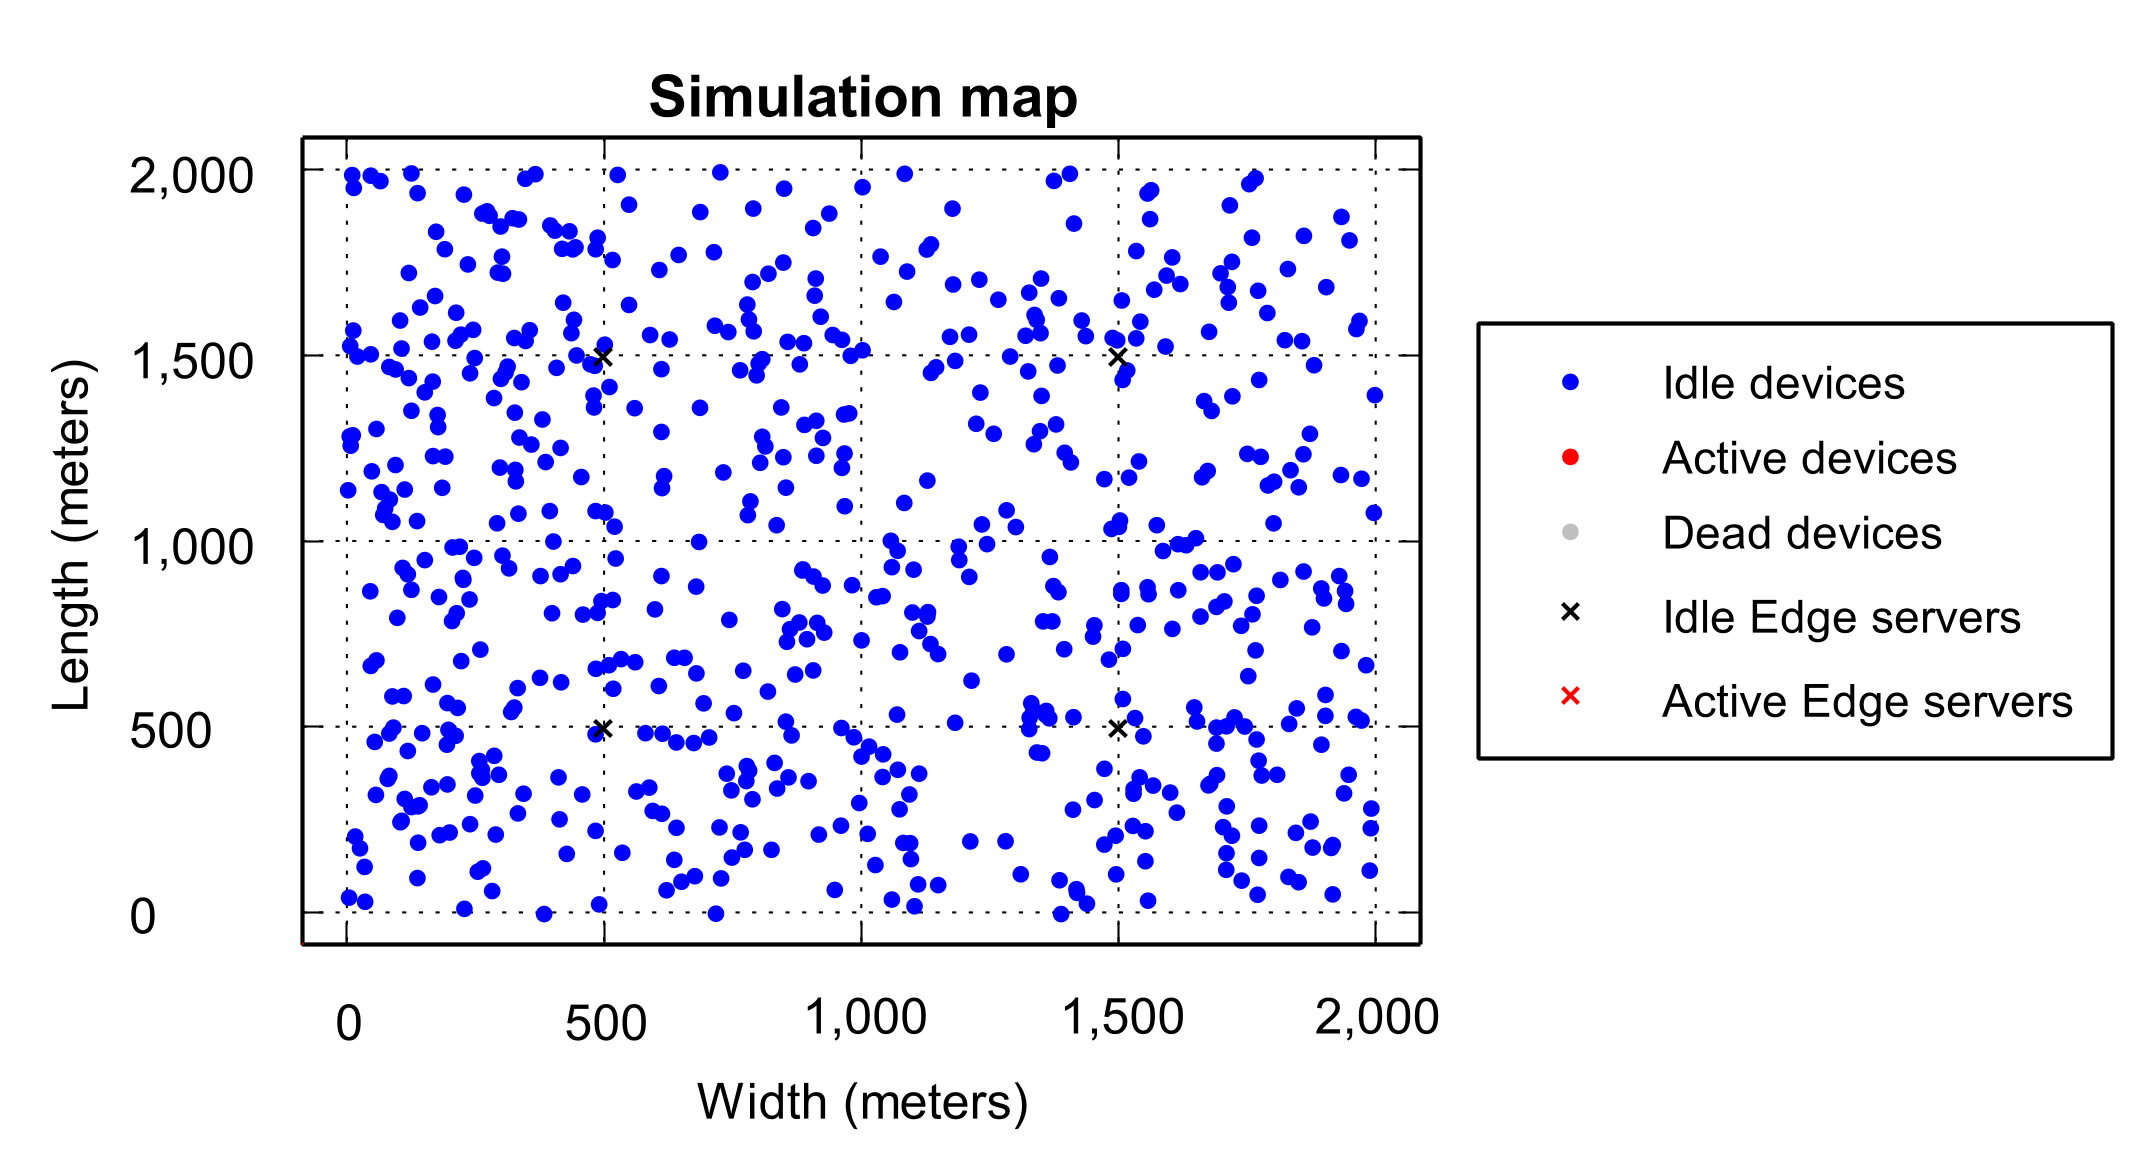 Simulation map
2,000
1,500
1,000
500
0
Length (meters)
0
500
1,000
1,500
2,000
Width (meters)
Idle devices
Active devices
Dead devices
Idle Edge servers
Active Edge servers